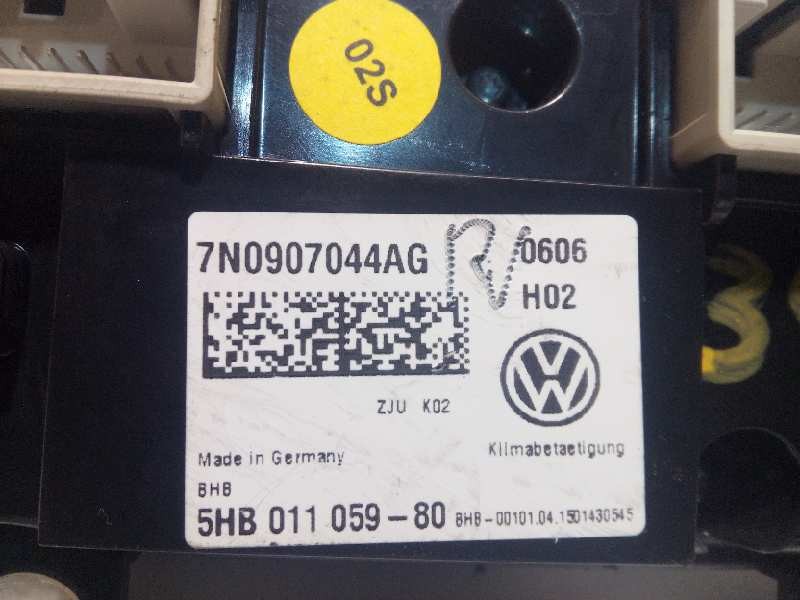 02S
7N0907044AG
0606
H02
VW
ZJU K02
Made in Germany
Klimabetaetigung
BHB
5HB 011 059-80
BHB-00101.04.1501430545